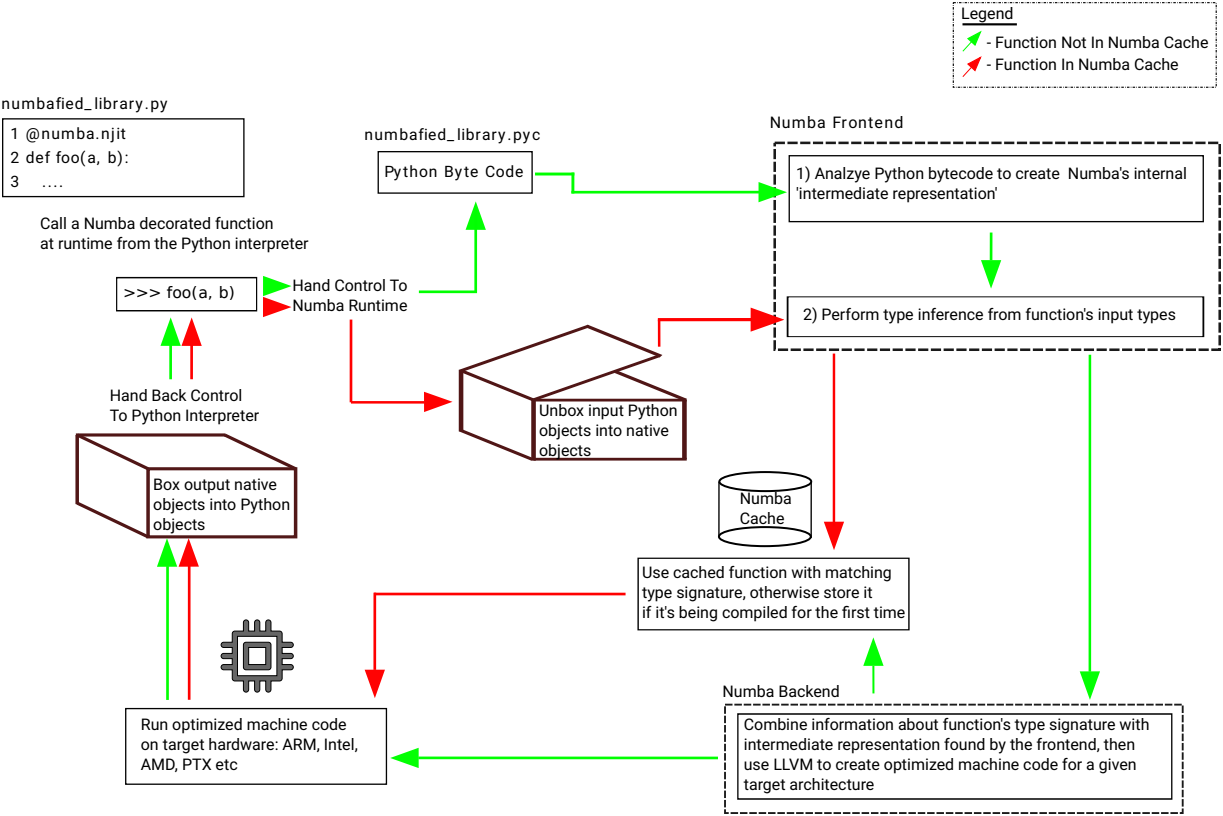 Legend
- Function Not In Numba Cache
- Function In Numba Cache
numbafied_library.py
1 @numba.njit
2 def foo(a, b):
3 ....
numbafied_library.pyc
Python Byte Code
Numba Frontend
1) Analzye Python bytecode to create Numba's internal
'intermediate representation'
2) Perform type inference from function's input types
Call a Numba decorated function
at runtime from the Python interpreter
>>> foo(a, b)
Hand Control To
Numba Runtime
Unbox input Python
objects into native
objects
Hand Back Control
To Python Interpreter
Box output native
objects into Python
objects
Numba
Cache
Use cached function with matching
type signature, otherwise store it
if it's being compiled for the first time
Run optimized machine code
on target hardware: ARM, Intel,
AMD, PTX etc
Numba Backend
Combine information about function's type signature with
intermediate representation found by the frontend, then
use LLVM to create optimized machine code for a given
target architecture